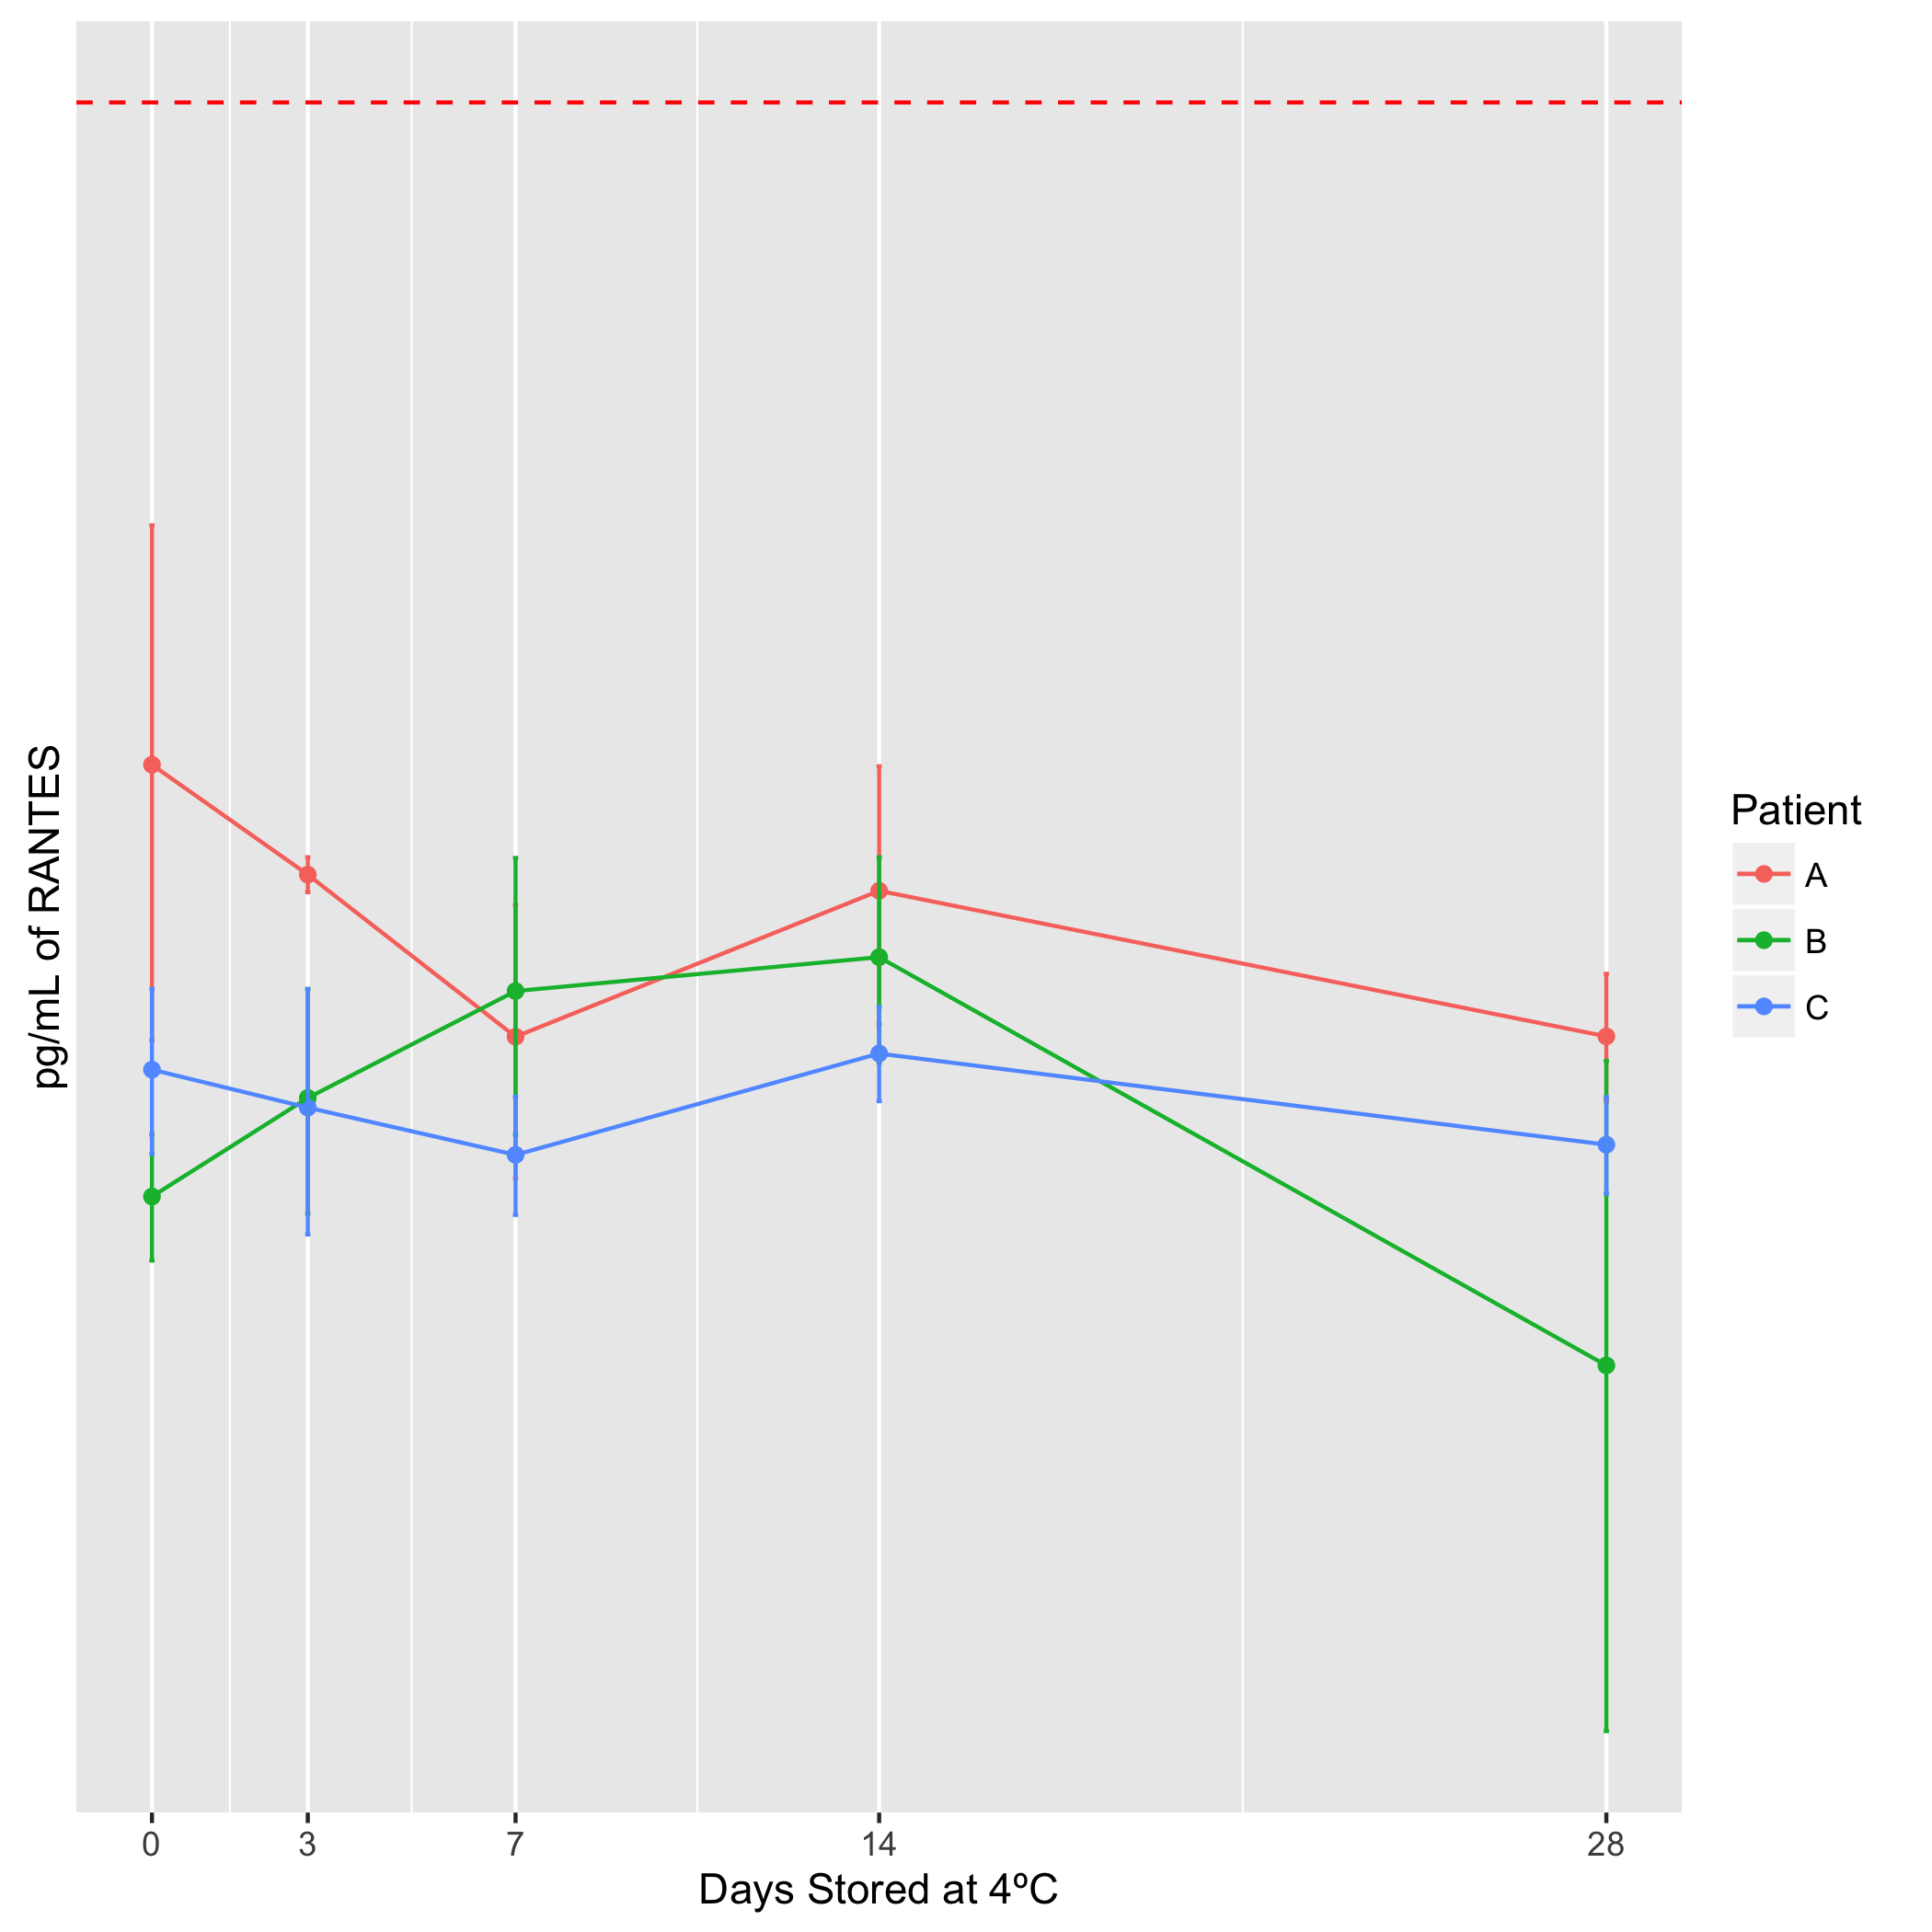 pg/mL of RANTES
Patient
A
B
C
0 3 7 14 28
Days Stored at 4ºC